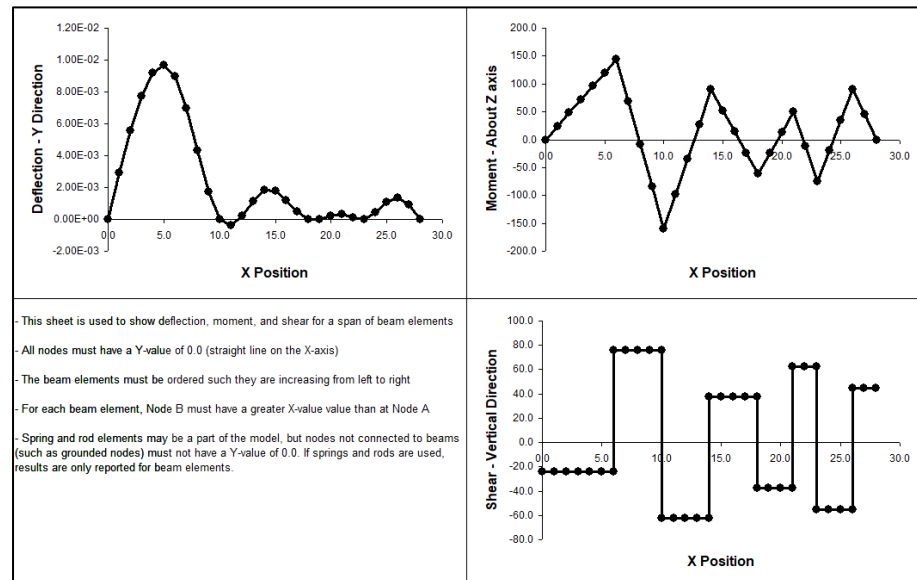 1.20E-02
1.00E-02
8.00E-03
6.00E-03
4.00E-03
2.00E-03
0.00E+00
-2.00E-03
0.0 5.0 10.0 15.0 20.0 25.0 30.0
Deflection - Y Direction
X Position
200.0
150.0
100.0
50.0
0.0
-50.0
-100.0
-150.0
-200.0
0.0 5.0 10.0 15.0 20.0 25.0 30.0
Moment - About Z axis
X Position
- This sheet is used to show deflection, moment, and shear for a span of beam elements
- All nodes must have a Y-value of 0.0 (straight line on the X-axis)
- The beam elements must be ordered such they are increasing from left to right
- For each beam element, Node B must have a greater X-value value than at Node A
- Spring and rod elements may be a part of the model, but nodes not connected to beams
(such as grounded nodes) must not have a Y-value of 0.0. If springs and rods are used,
results are only reported for beam elements.
100.0
80.0
60.0
40.0
20.0
0.0
-20.0
-40.0
-60.0
-80.0
0.0 5.0 10.0 15.0 20.0 25.0 30.0
Shear - Vertical Direction
X Position